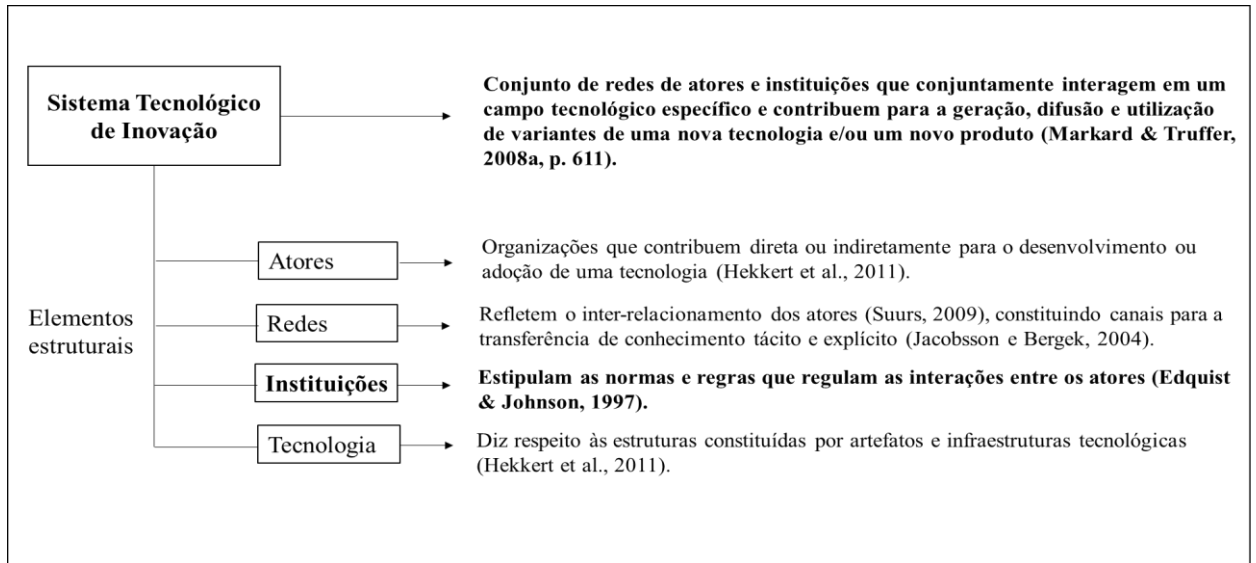 Sistema Tecnológico
de Inovação
Conjunto de redes de atores e instituições que conjuntamente interagem em um
campo tecnológico específico e contribuem para a geração, difusão e utilização
de variantes de uma nova tecnologia e/ou um novo produto (Markard & Truffer,
2008a, p. 611).
Elementos
estruturais
Atores
Organizações que contribuem direta ou indiretamente para o desenvolvimento ou
adoção de uma tecnologia (Hekkert et al., 2011).
Redes
Refletem o inter-relacionamento dos atores (Suurs, 2009), constituindo canais para a
transferência de conhecimento tácito e explícito (Jacobsson e Bergek, 2004).
Instituições
Estipulam as normas e regras que regulam as interações entre os atores (Edquist
& Johnson, 1997).
Tecnologia
Diz respeito às estruturas constituídas por artefatos e infraestruturas tecnológicas
(Hekkert et al., 2011).